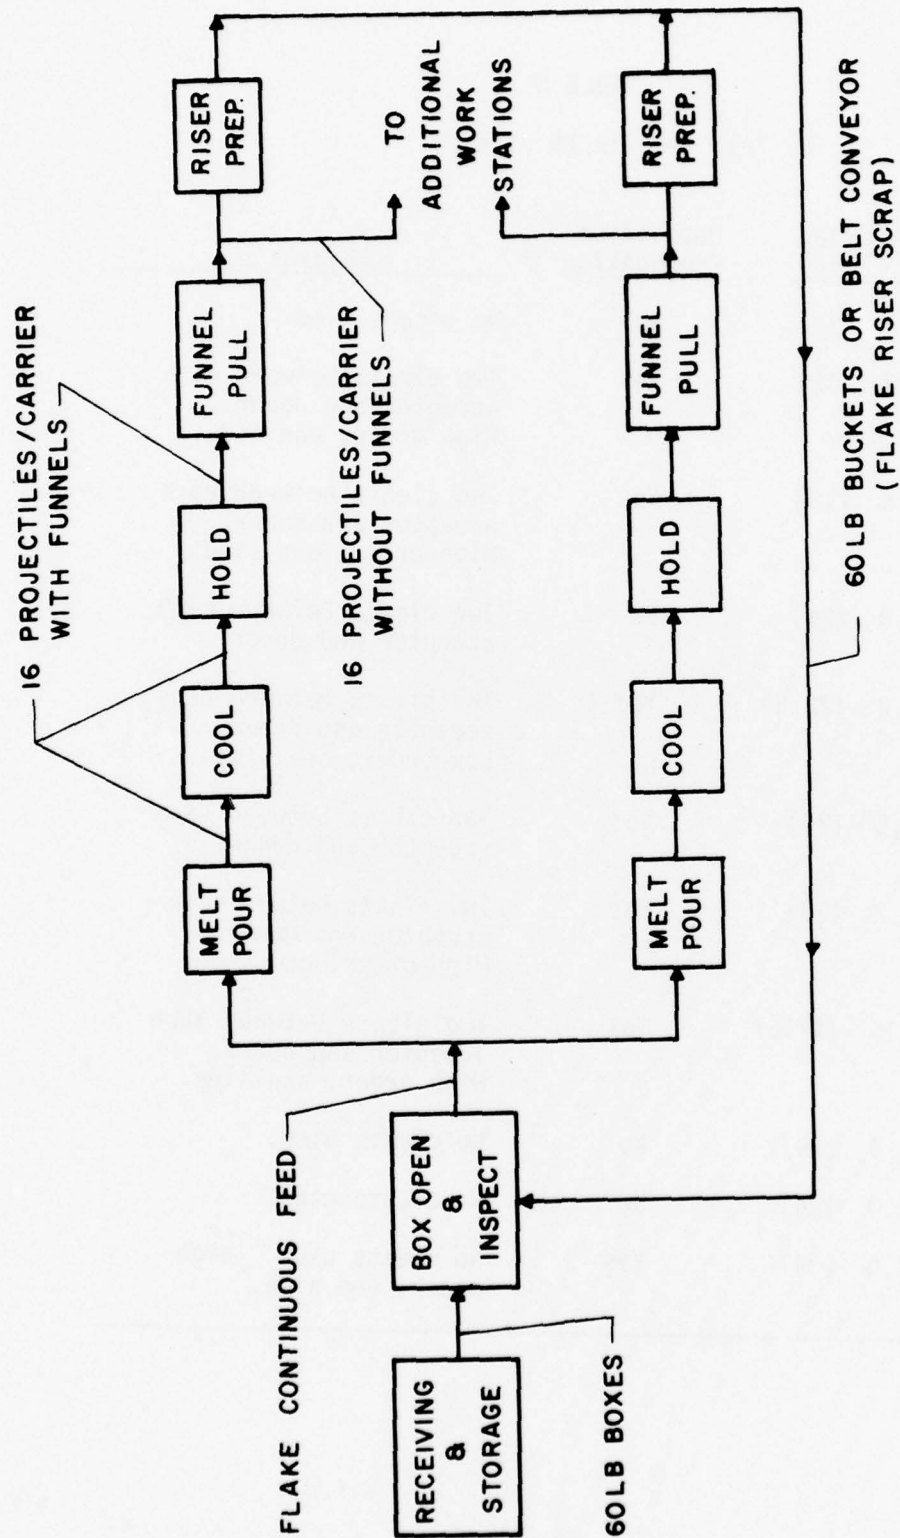 16 PROJECTILES/CARRIER
WITH FUNNELS
MELT
POUR
COOL
HOLD
FUNNEL
PULL
RISER
PREP.
FLAKE CONTINUOUS FEED
16 PROJECTILES/CARRIER
WITHOUT FUNNELS
TO
ADDITIONAL
WORK
STATIONS
RECEIVING
&
STORAGE
BOX OPEN
&
INSPECT
60LB BOXES
MELT
POUR
COOL
HOLD
FUNNEL
PULL
RISER
PREP.
60LB BUCKETS OR BELT CONVEYOR
(FLAKE RISER SCRAP)